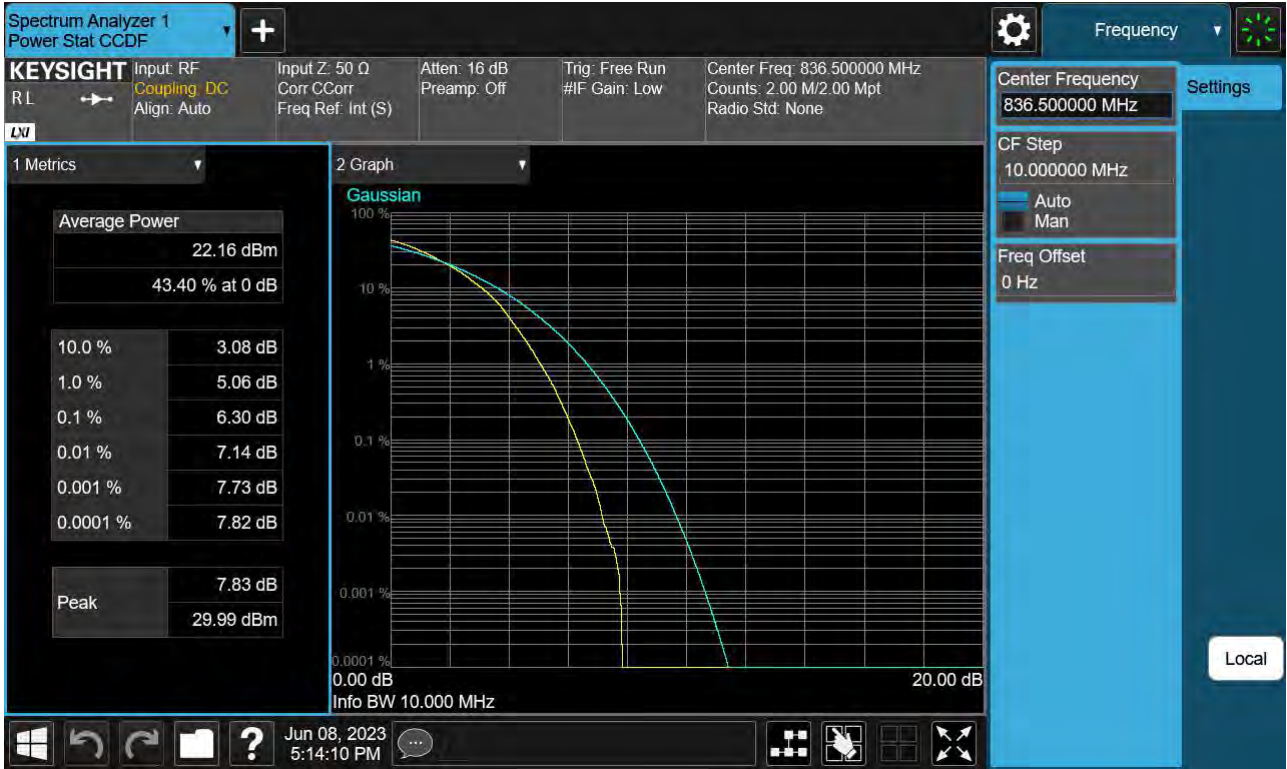 Spectrum Analyzer 1
Power Stat CCDF
Frequency
KEYSIGHT
RL
LXI
Input: RF
Coupling: DC
Align: Auto
Input Z: 50 Ω
Corr CCorr
Freq Ref: Int (S)
Atten: 16 dB
Preamp: Off
Trig: Free Run
#IF Gain: Low
Center Freq: 836.500000 MHz
Counts: 2.00 M/2.00 Mpt
Radio Std: None
Center Frequency
836.500000 MHz
Settings
CF Step
10.000000 MHz
Auto
Man
Freq Offset
0 Hz
Local
1 Metrics
Average Power
22.16 dBm
43.40 % at 0 dB
10.0 % 3.08 dB
1.0 % 5.06 dB
0.1 % 6.30 dB
0.01 % 7.14 dB
0.001 % 7.73 dB
0.0001 % 7.82 dB
Peak
7.83 dB
29.99 dBm
2 Graph
Gaussian
100 %
10 %
1 %
0.1 %
0.01 %
0.001 %
0.0001 %
0.00 dB 20.00 dB
Info BW 10.000 MHz
?
Jun 08, 2023
5:14:10 PM